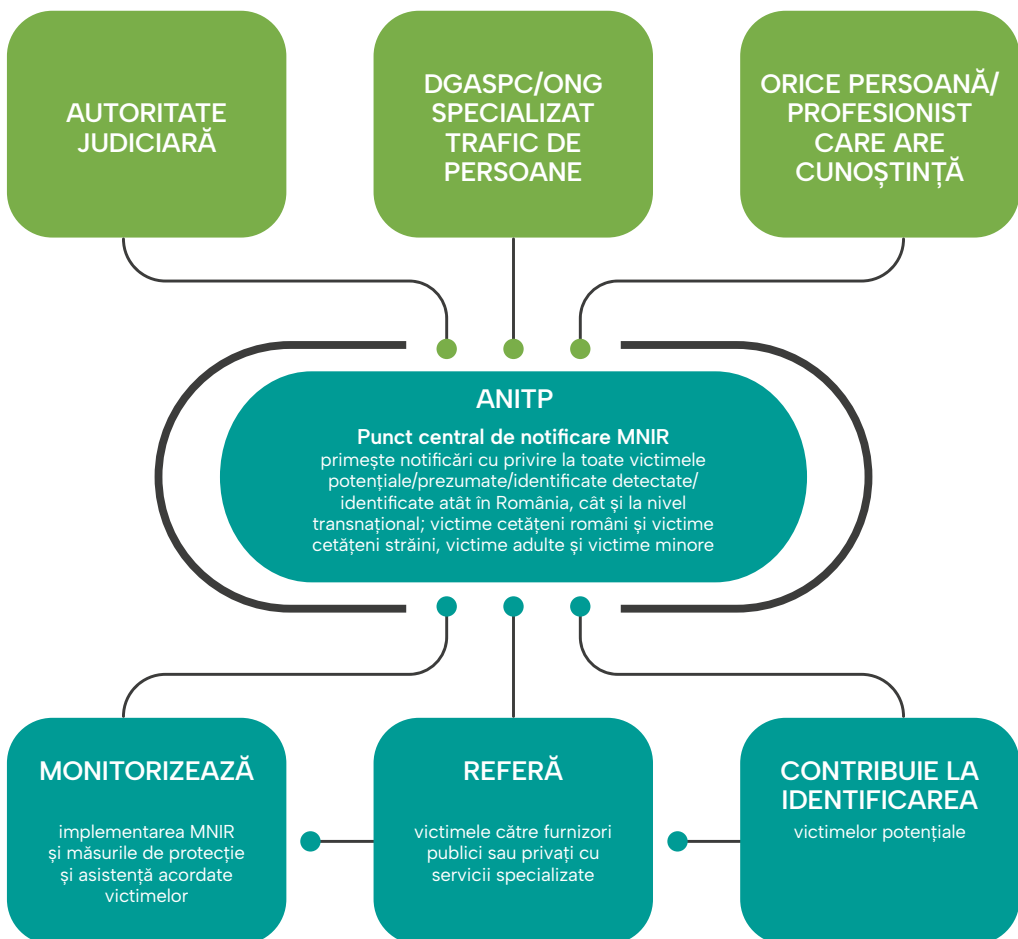 AUTORITATE
JUDICIARĂ
DGASPC/ONG
SPECIALIZAT
TRAFIC DE
PERSOANE
ORICE PERSOANĂ/
PROFESIONIST
CARE ARE
CUNOȘTINȚĂ
ANITP
Punct central de notificare MNIR
primește notificări cu privire la toate victimele
potențiale/prezumate/identificate detectate/
identificate atât în România, cât și la nivel
transnațional; victime cetățeni români și victime
cetățeni străini, victime adulte și victime minore
MONITORIZEAZĂ
implementarea MNIR
și măsurile de protecție
și asistență acordate
victimelor
REFERĂ
victimele către furnizori
publici sau privați cu
servicii specializate
CONTRIBUIE LA
IDENTIFICAREA
victimelor potențiale